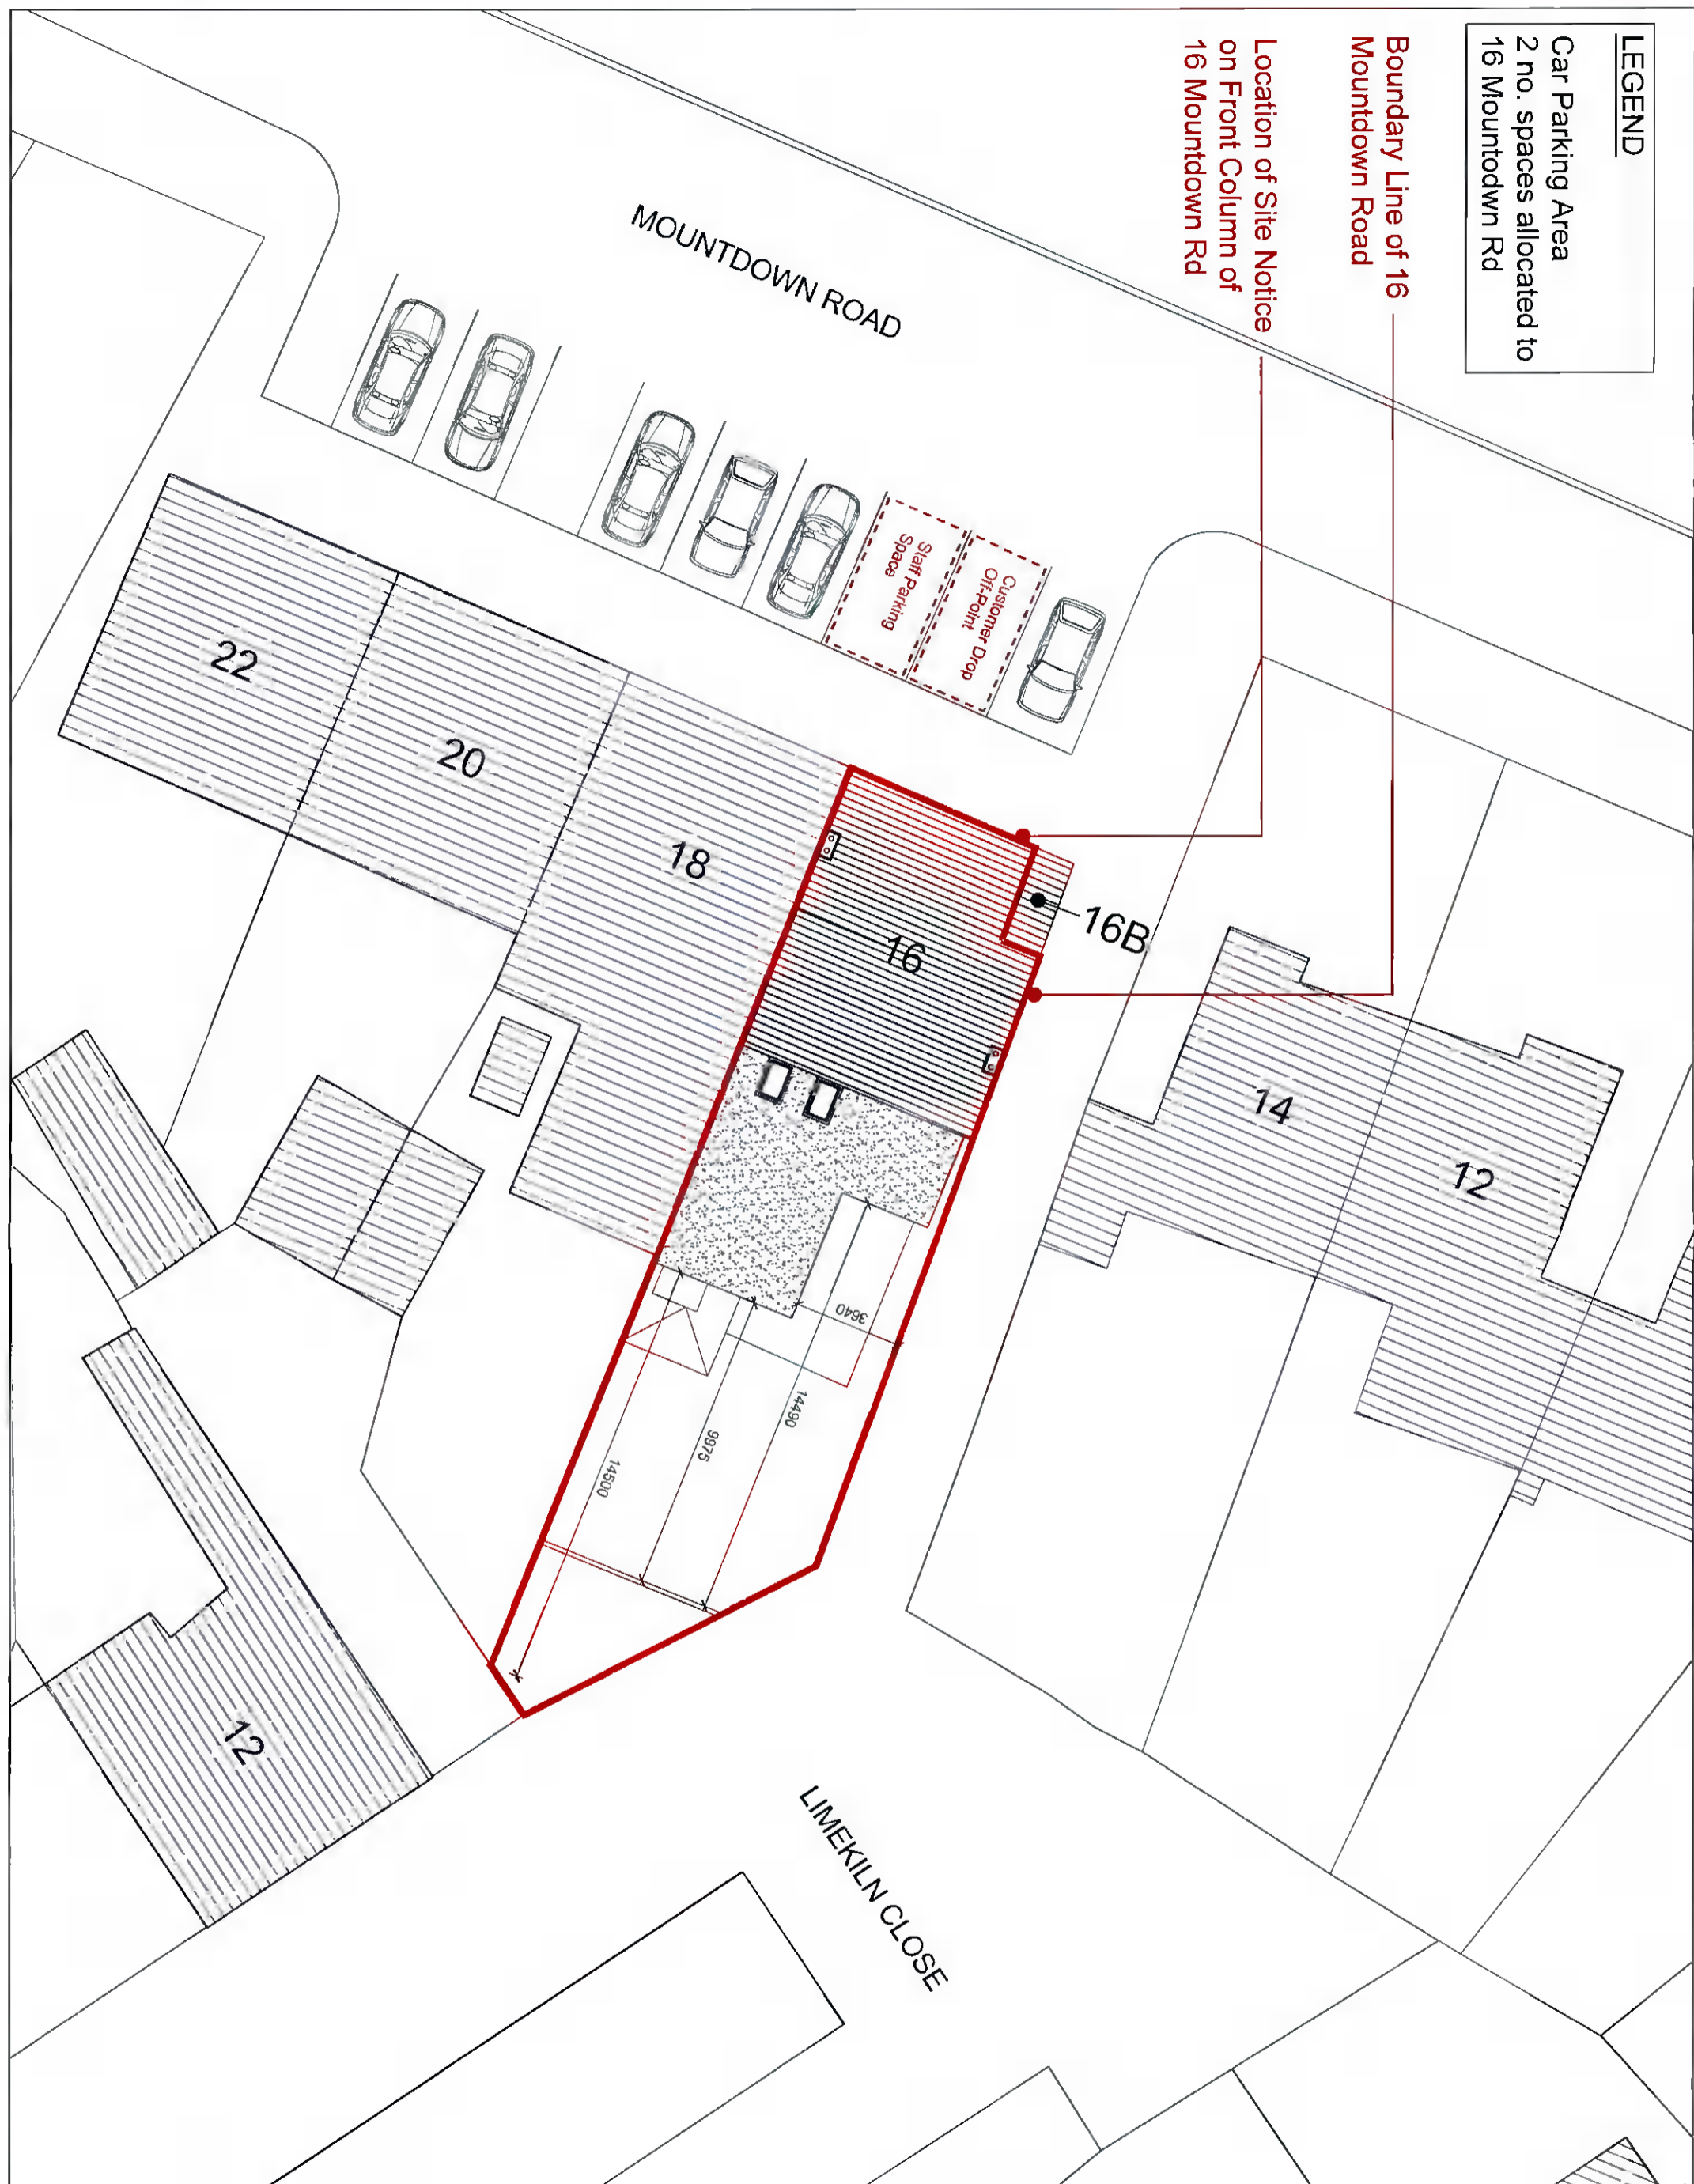 LEGEND
Car Parking Area
2 no. spaces allocated to
16 Mountodwn Rd
Boundary Line of 16
Mountdown Road
Location of Site Notice
on Front Column of
16 Mountdown Rd
MOUNTDOWN ROAD
Customer Drop
Off-Point
Staff Parking
Space
22
20
18
16
16B
14
12
3640
14490
9975
14500
12
LIMEKILN CLOSE